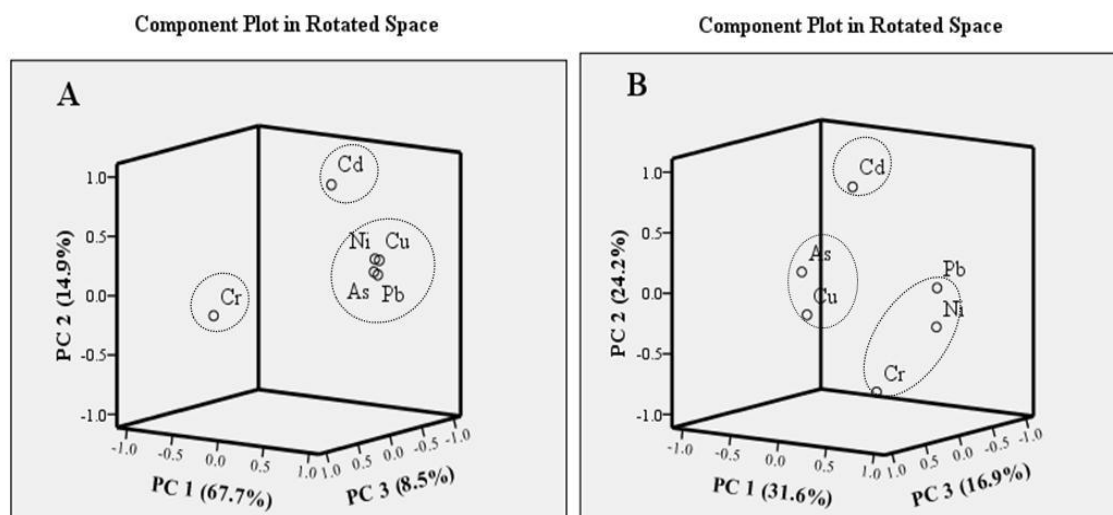 Component Plot in Rotated Space
A
PC 2 (14.9%)
1.0
0.5
0.0
-0.5
-1.0
Cd
Ni Cu
As Pb
Cr
-1.0 -0.5 0.0 0.5 1.0
PC 1 (67.7%)
1.0 0.5 0.0 -0.5 -1.0
PC 3 (8.5%)
Component Plot in Rotated Space
B
PC 2 (24.2%)
1.0
0.5
0.0
-0.5
-1.0
Cd
As
Cu
Pb
Ni
Cr
-1.0 -0.5 0.0 0.5 1.0
PC 1 (31.6%)
1.0 0.5 0.0 -0.5 -1.0
PC 3 (16.9%)